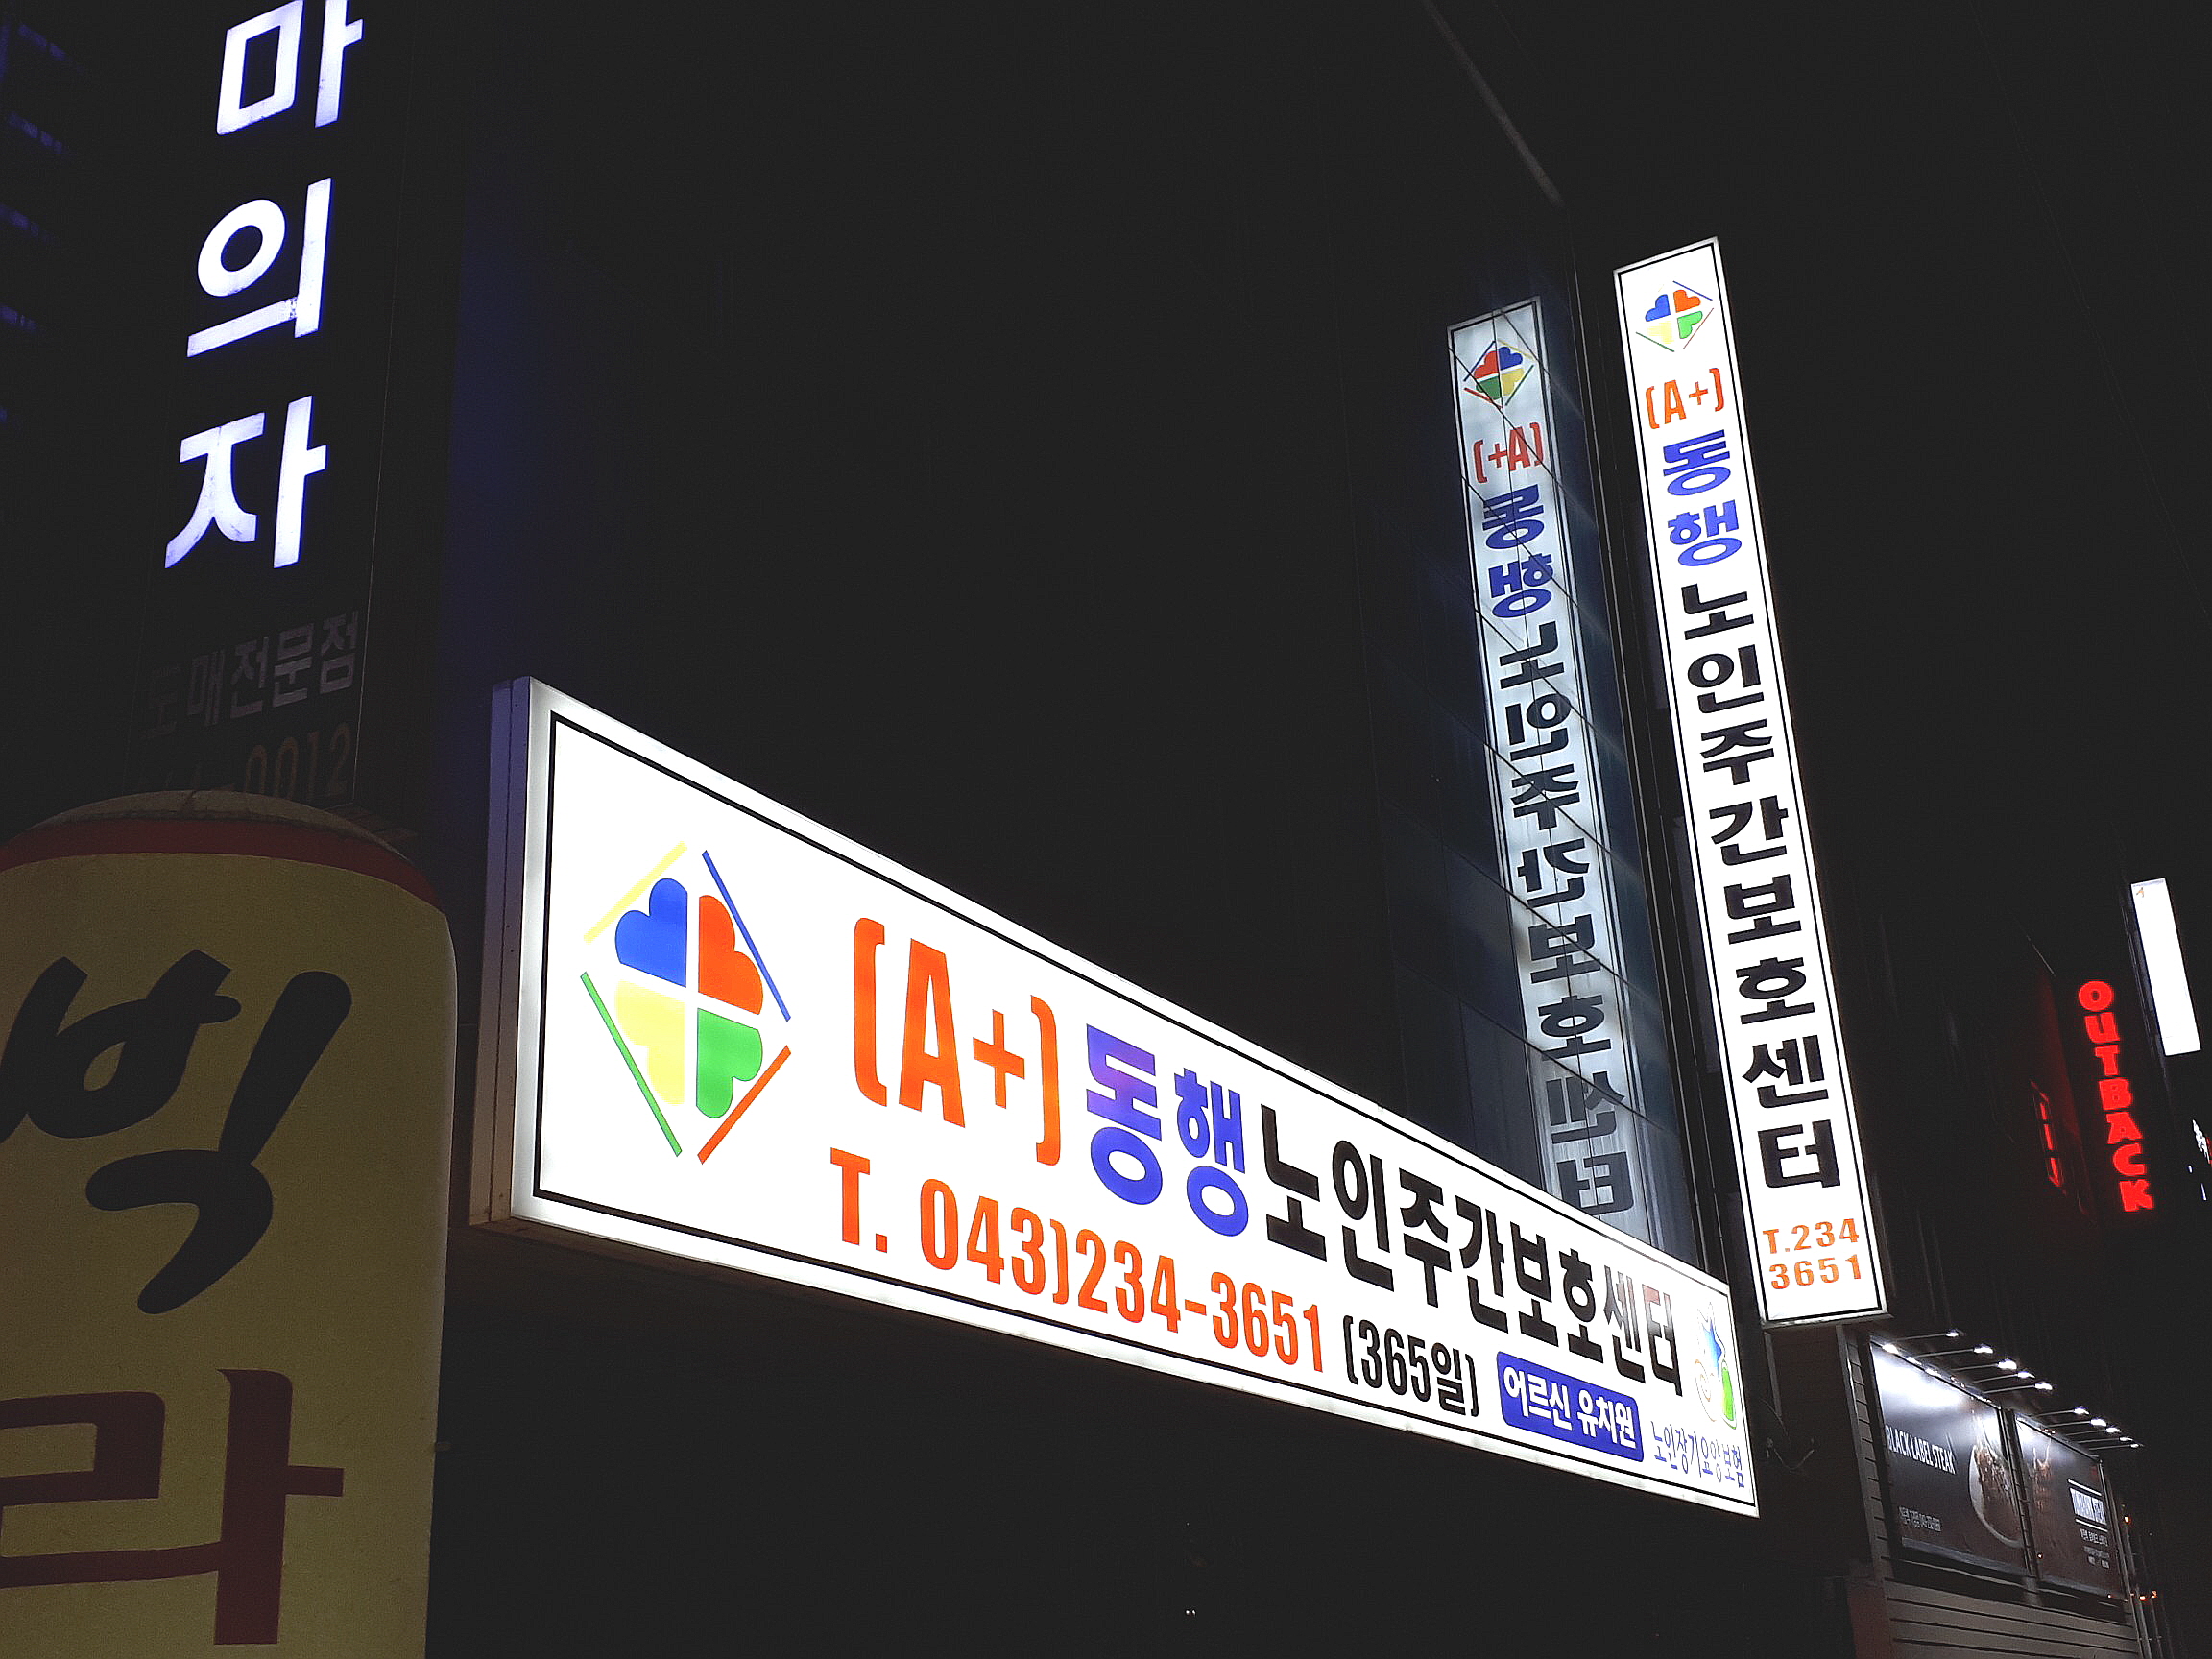 마의자
도매전문점
0012
빅
라
(A+)동행노인주간보호센터
T. 043)234-3651 (365일) 어르신 유치원 노인장기요양보험
(A+)
동행노인주간보호센터
T.234
3651
(A+)
동행노인주간보호센터
OUTBACK
BLACK LABEL STEAK